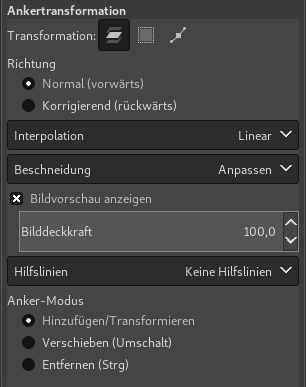 Ankertransformation
Transformation:
Richtung
Normal (vorwärts)
Korrigierend (rückwärts)
Interpolation Linear
Beschneidung Anpassen
Bildvorschau anzeigen
Bilddeckkraft 100,0
Hilfslinien Keine Hilfslinien
Anker-Modus
Hinzufügen/Transformieren
Verschieben (Umschalt)
Entfernen (Strg)